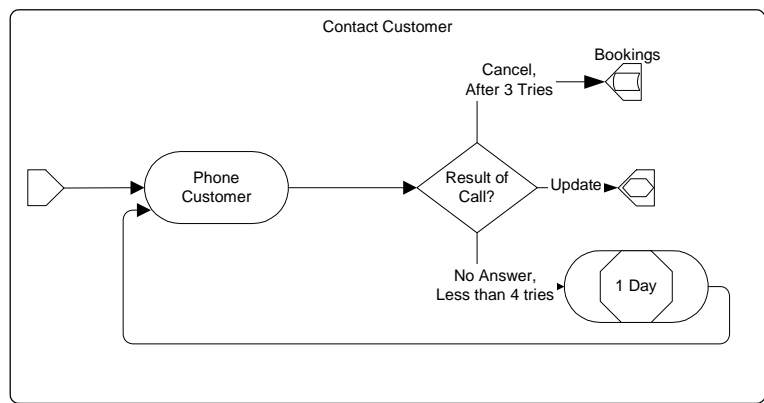 Contact Customer
Bookings
Cancel,
After 3 Tries
Phone
Customer
Result of
Call?
Update
No Answer,
Less than 4 tries
1 Day